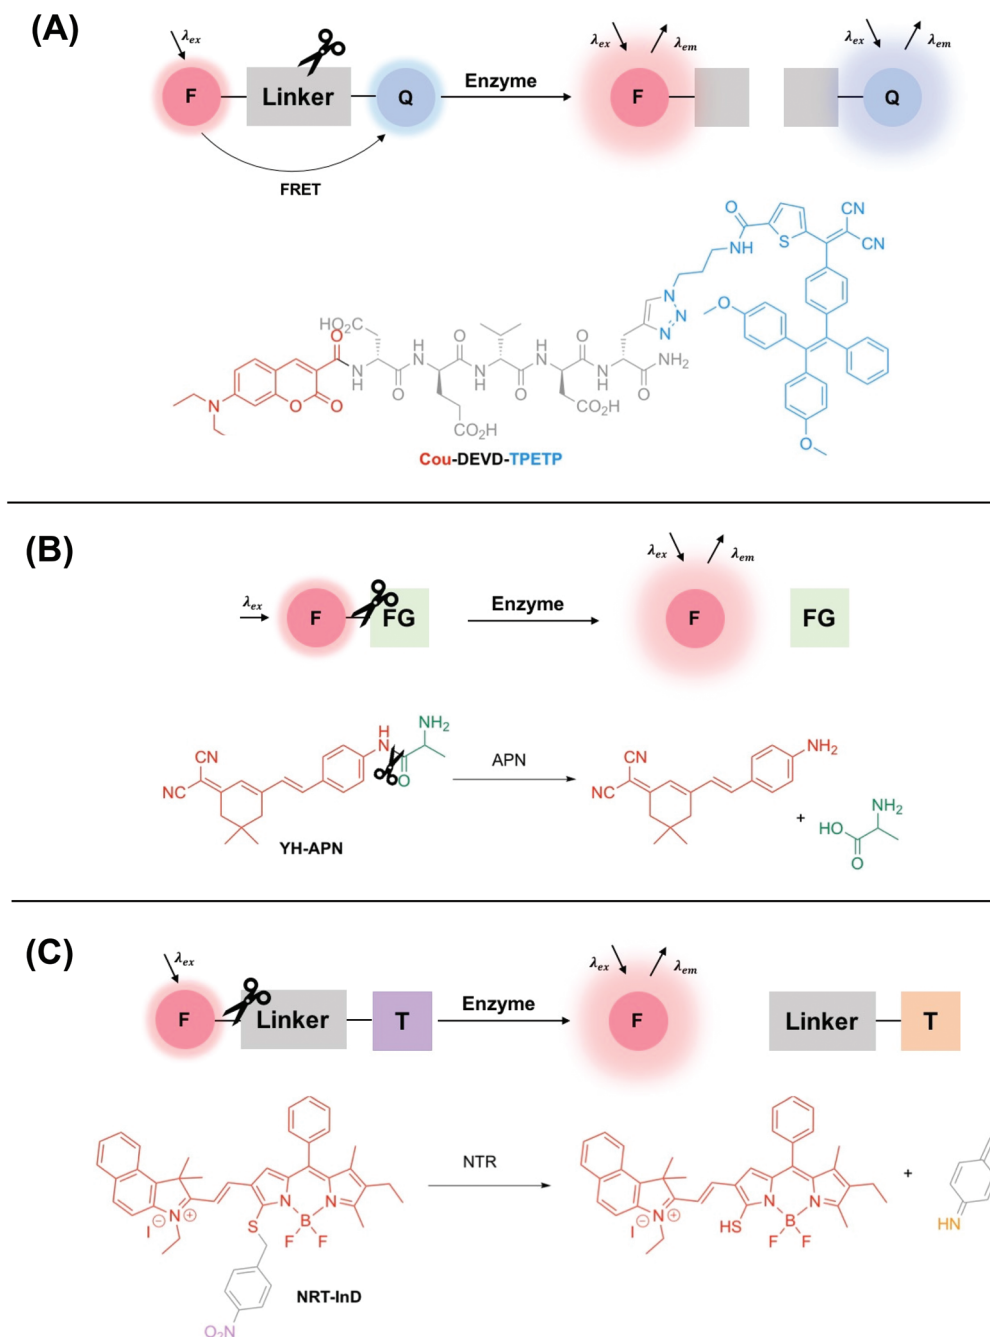 (A)
λex
F
Linker
Q
Enzyme
FRET
λex
λem
F
λex
λem
Q
O
NH
S
CN
CN
N
N
N
O
O
HO2C
O
N
H
O
H
N
O
N
H
O
H
N
O
N
H
O
NH2
N
O
O
CO2H
CO2H
Cou-DEVD-TPETP
(B)
λex
F
FG
Enzyme
λex
λem
F
FG
CN
NC
H
N
O
NH2
YH-APN
APN
CN
NC
NH2
+
HO
O
NH2
(C)
λex
F
Linker
T
Enzyme
λex
λem
F
Linker
T
I⊖
N⊕
S
N
N
B
F
F
O2N
NRT-InD
NTR
I⊖
N⊕
HS
N
N
B
F
F
+
HN